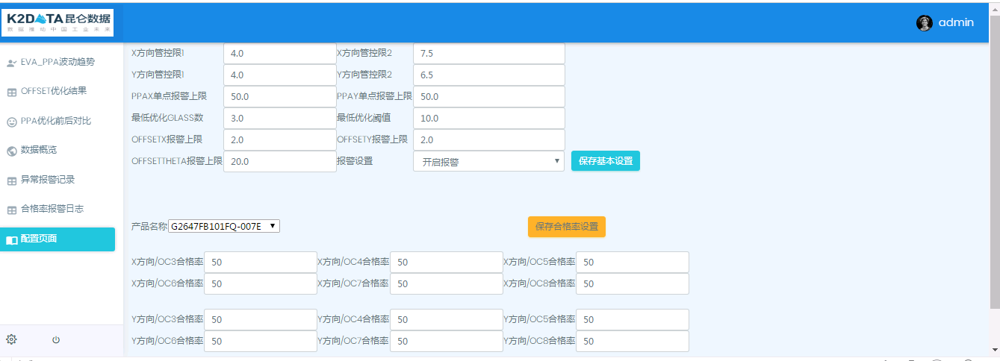 K2DATA昆仑数据
数据推动中国工业未来
admin
EVA_PPA波动趋势
OFFSET优化结果
PPA优化前后对比
数据概览
异常报警记录
合格率报警日志
配置页面
X方向管控限1 4.0 X方向管控限2 7.5
Y方向管控限1 4.0 Y方向管控限2 6.5
PPAX单点报警上限 50.0 PPAY单点报警上限 50.0
最低优化GLASS数 3.0 最低优化阈值 10.0
OFFSETX报警上限 2.0 OFFSETY报警上限 2.0
OFFSETTHETA报警上限 20.0 报警设置 开启报警 保存基本设置
产品名称 G2647FB101FQ-007E 保存合格率设置
X方向/OC3合格率 50 X方向/OC4合格率 50 X方向/OC5合格率 50
X方向/OC6合格率 50 X方向/OC7合格率 50 X方向/OC8合格率 50
Y方向/OC3合格率 50 Y方向/OC4合格率 50 Y方向/OC5合格率 50
Y方向/OC6合格率 50 Y方向/OC7合格率 50 Y方向/OC8合格率 50